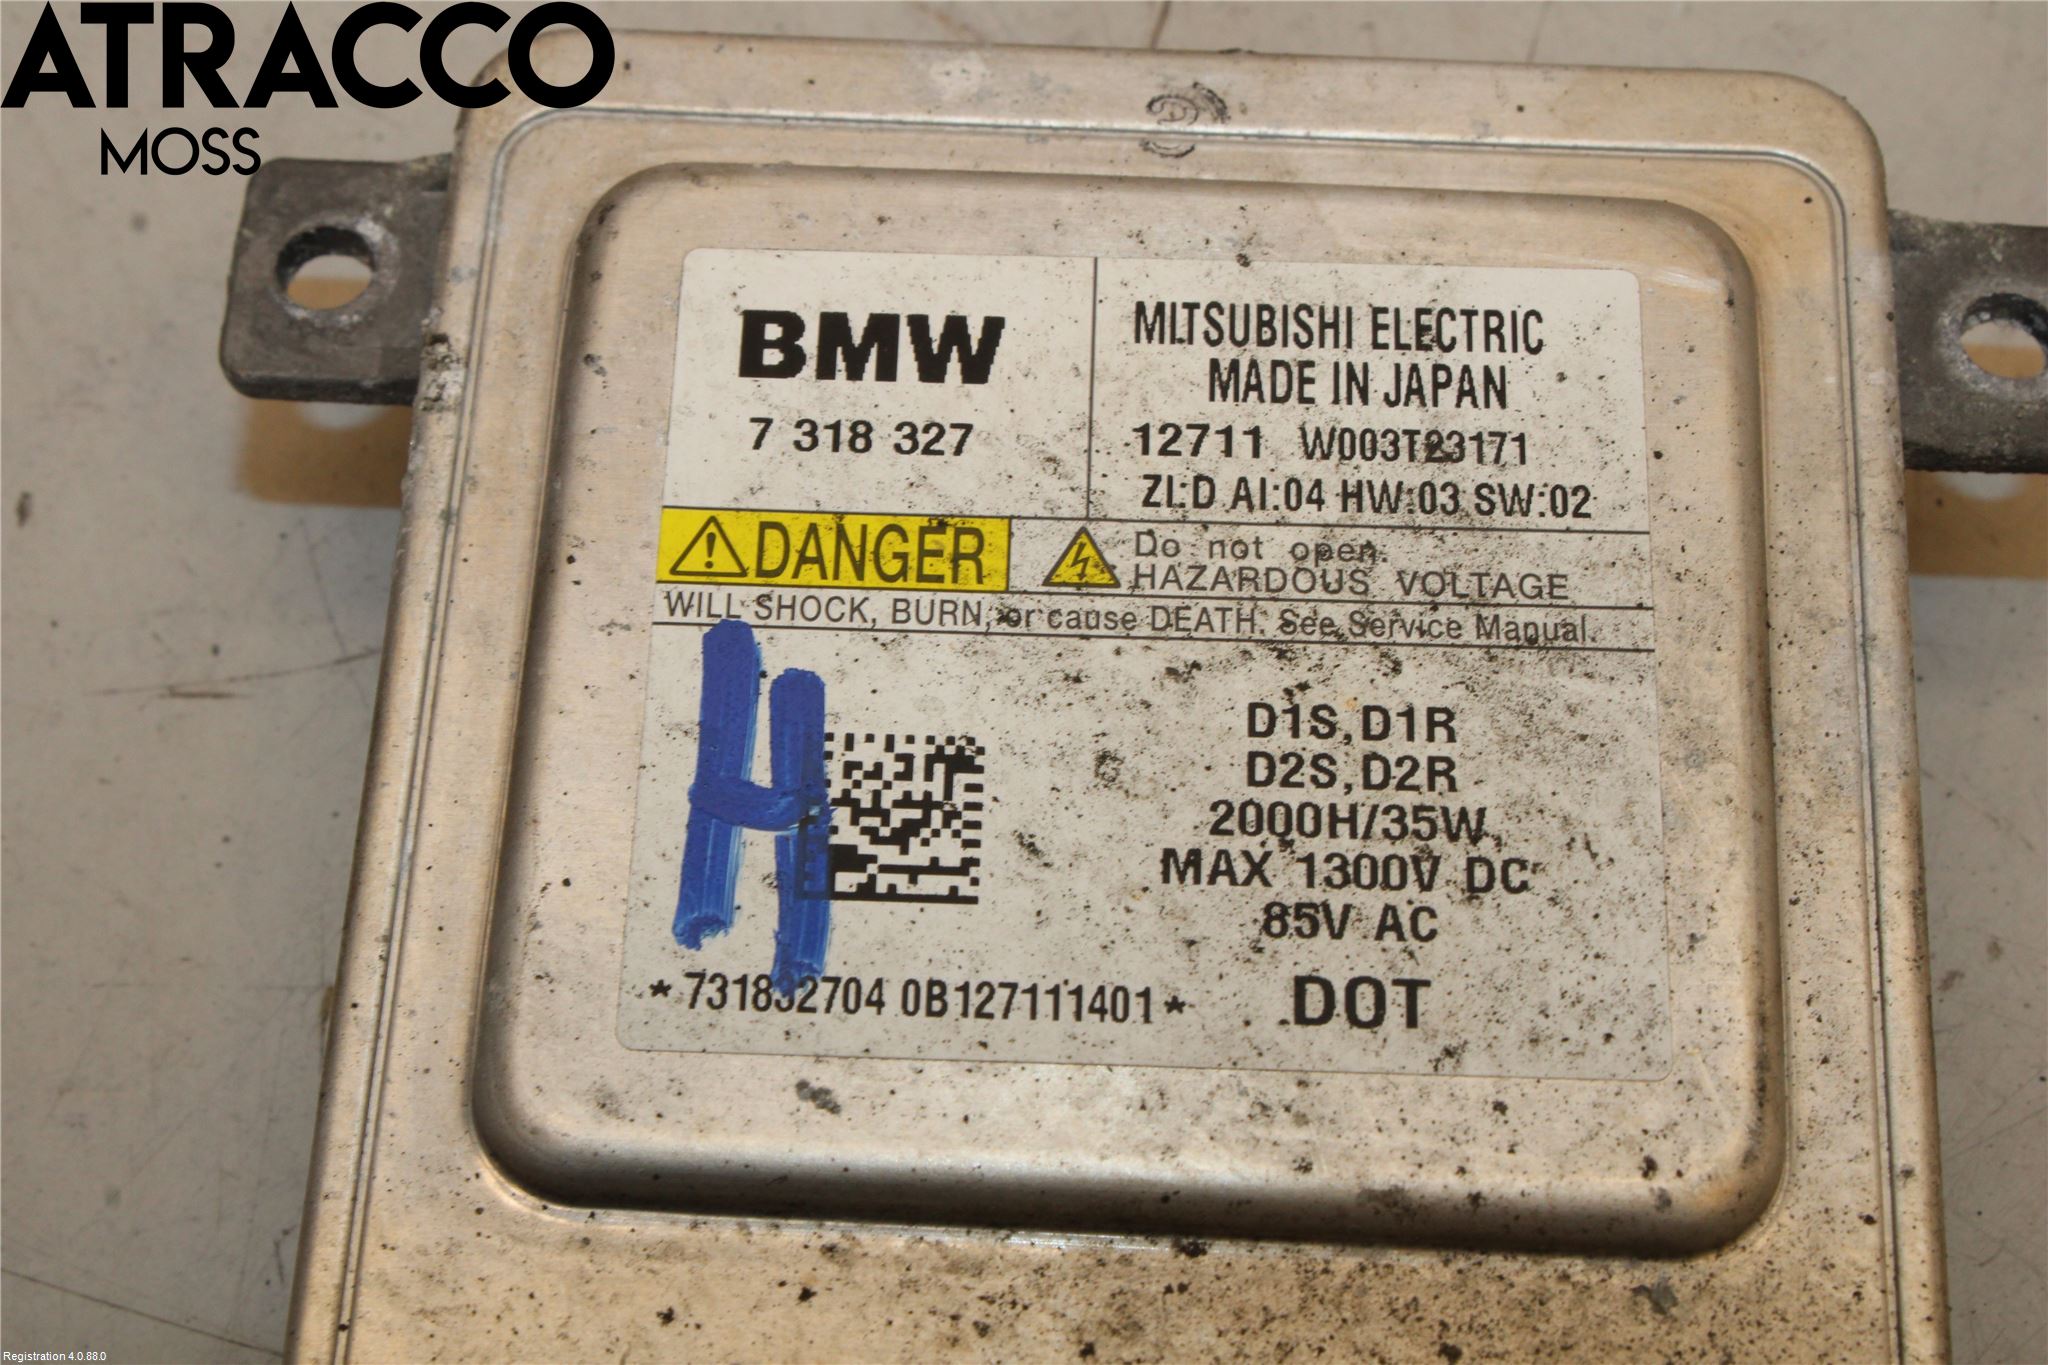 ATRACCO
MOSS
BMW
7 318 327
MITSUBISHI ELECTRIC
MADE IN JAPAN
12711 W003T23171
ZI:D AI:04 HW:03 SW:02
DANGER
Do not open.
HAZARDOUS VOLTAGE
WILL SHOCK, BURN, or cause DEATH. See Service Manual.
H
D1S,D1R
D2S,D2R
2000H/35W,
MAX 1300V DC
85V AC
*731832704 0B127111401*
DOT
Registration 4.0.88.0